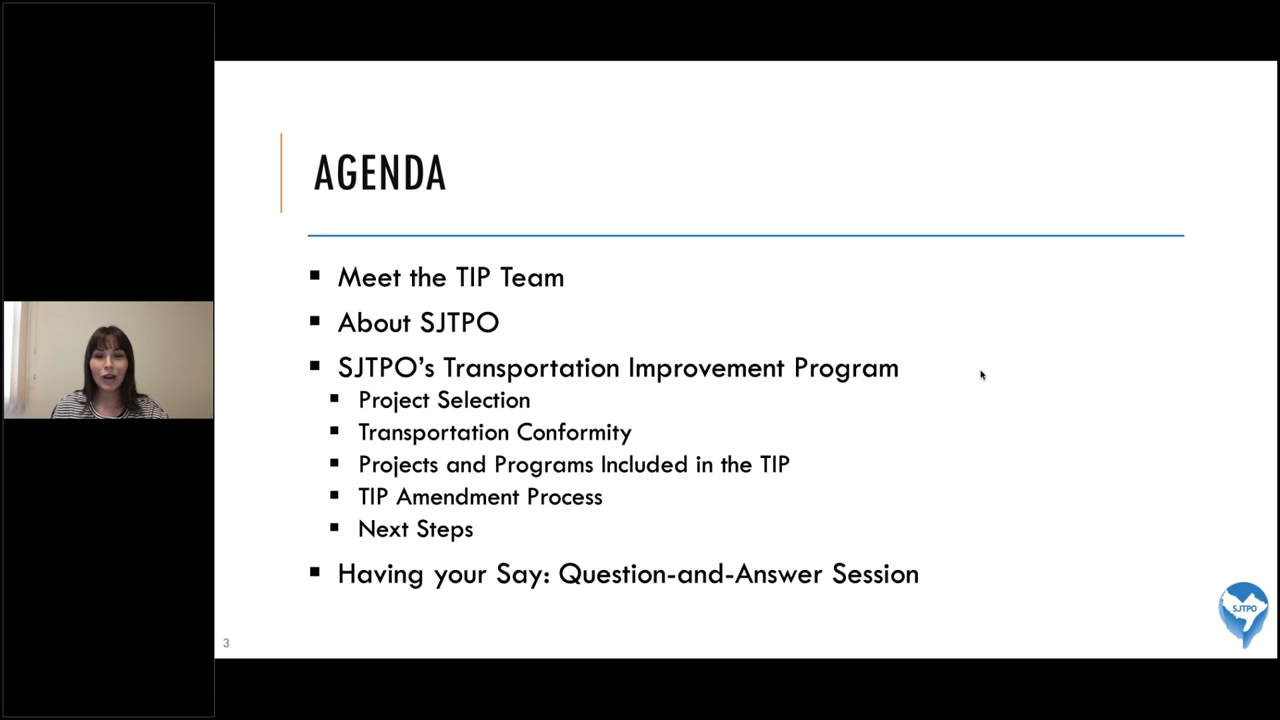 AGENDA
▪ Meet the TIP Team
▪ About SJTPO
▪ SJTPO’s Transportation Improvement Program
▪ Project Selection
▪ Transportation Conformity
▪ Projects and Programs Included in the TIP
▪ TIP Amendment Process
▪ Next Steps
▪ Having your Say: Question-and-Answer Session
SJTPO
3